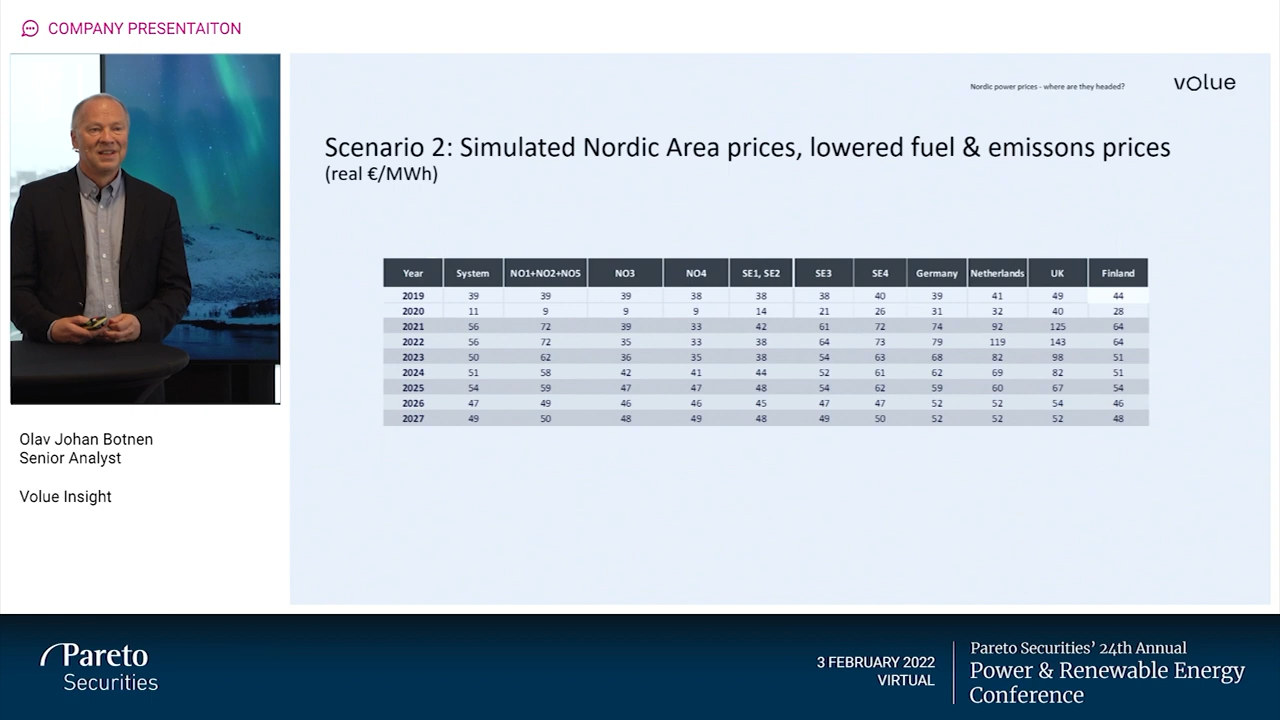 COMPANY PRESENTAITON
Nordic power prices - where are they headed?
volue
Scenario 2: Simulated Nordic Area prices, lowered fuel & emissons prices
(real €/MWh)
Year System NO1+NO2+NO5 NO3 NO4 SE1, SE2 SE3 SE4 Germany Netherlands UK Finland
2019 39 39 39 38 38 38 40 39 41 49 44
2020 11 9 9 9 14 21 26 31 32 40 28
2021 56 72 39 33 42 61 72 74 92 125 64
2022 56 72 35 33 38 64 73 79 119 143 64
2023 50 62 36 35 38 54 63 68 82 98 51
2024 51 58 42 41 44 52 61 62 69 82 51
2025 54 59 47 47 48 54 62 59 60 67 54
2026 47 49 46 46 45 47 47 52 52 54 46
2027 49 50 48 49 48 49 50 52 52 52 48
Olav Johan Botnen
Senior Analyst
Volue Insight
Pareto
Securities
3 FEBRUARY 2022
VIRTUAL
Pareto Securities' 24th Annual
Power & Renewable Energy
Conference